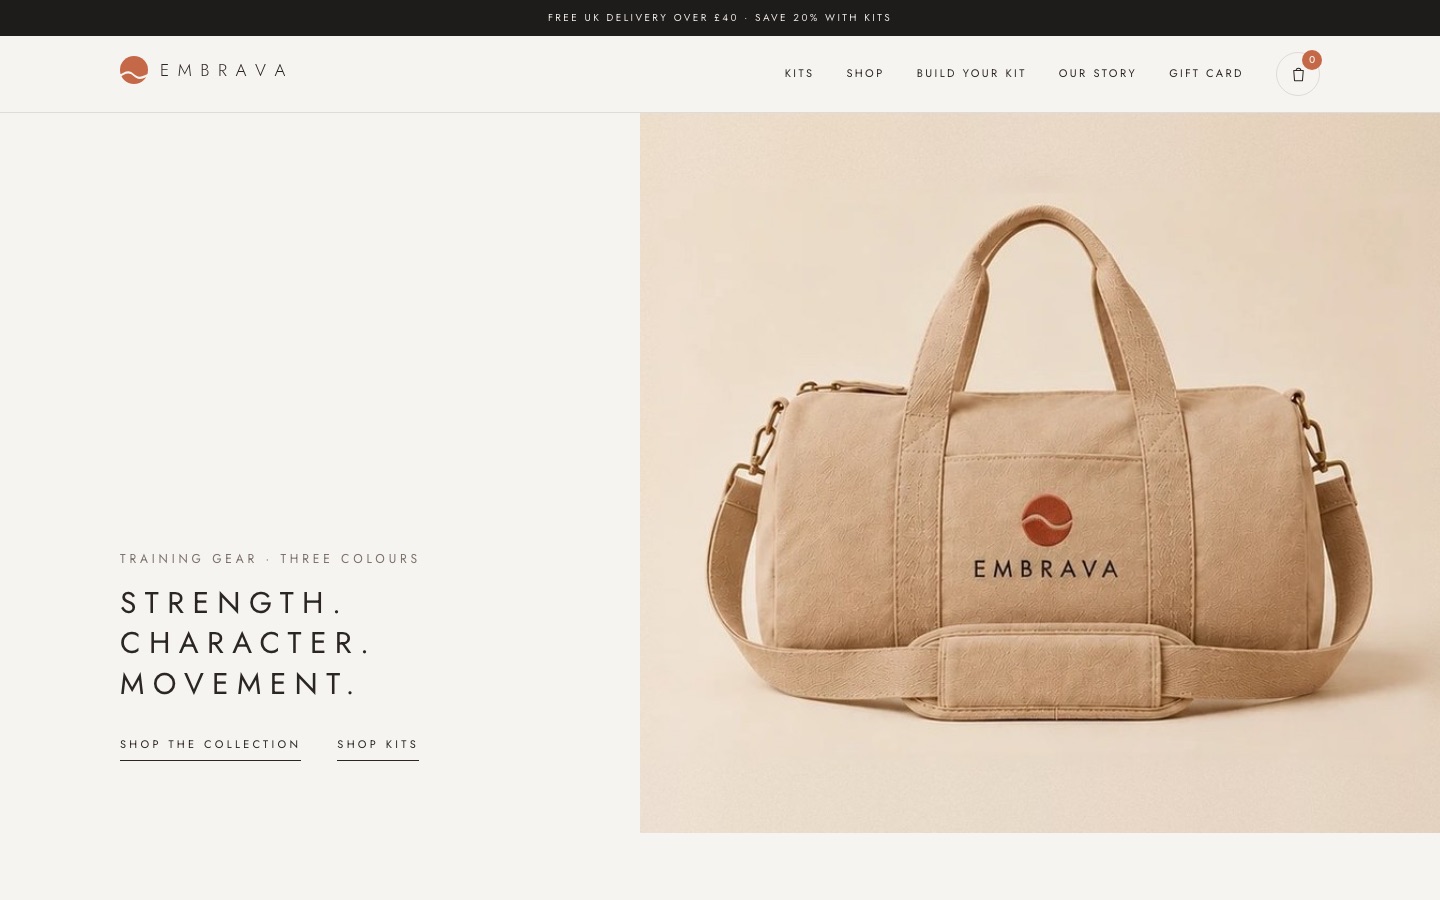 FREE UK DELIVERY OVER £40 · SAVE 20% WITH KITS
EMBRAVA
KITS
SHOP
BUILD YOUR KIT
OUR STORY
GIFT CARD
0
TRAINING GEAR · THREE COLOURS
STRENGTH.
CHARACTER.
MOVEMENT.
SHOP THE COLLECTION
SHOP KITS
EMBRAVA